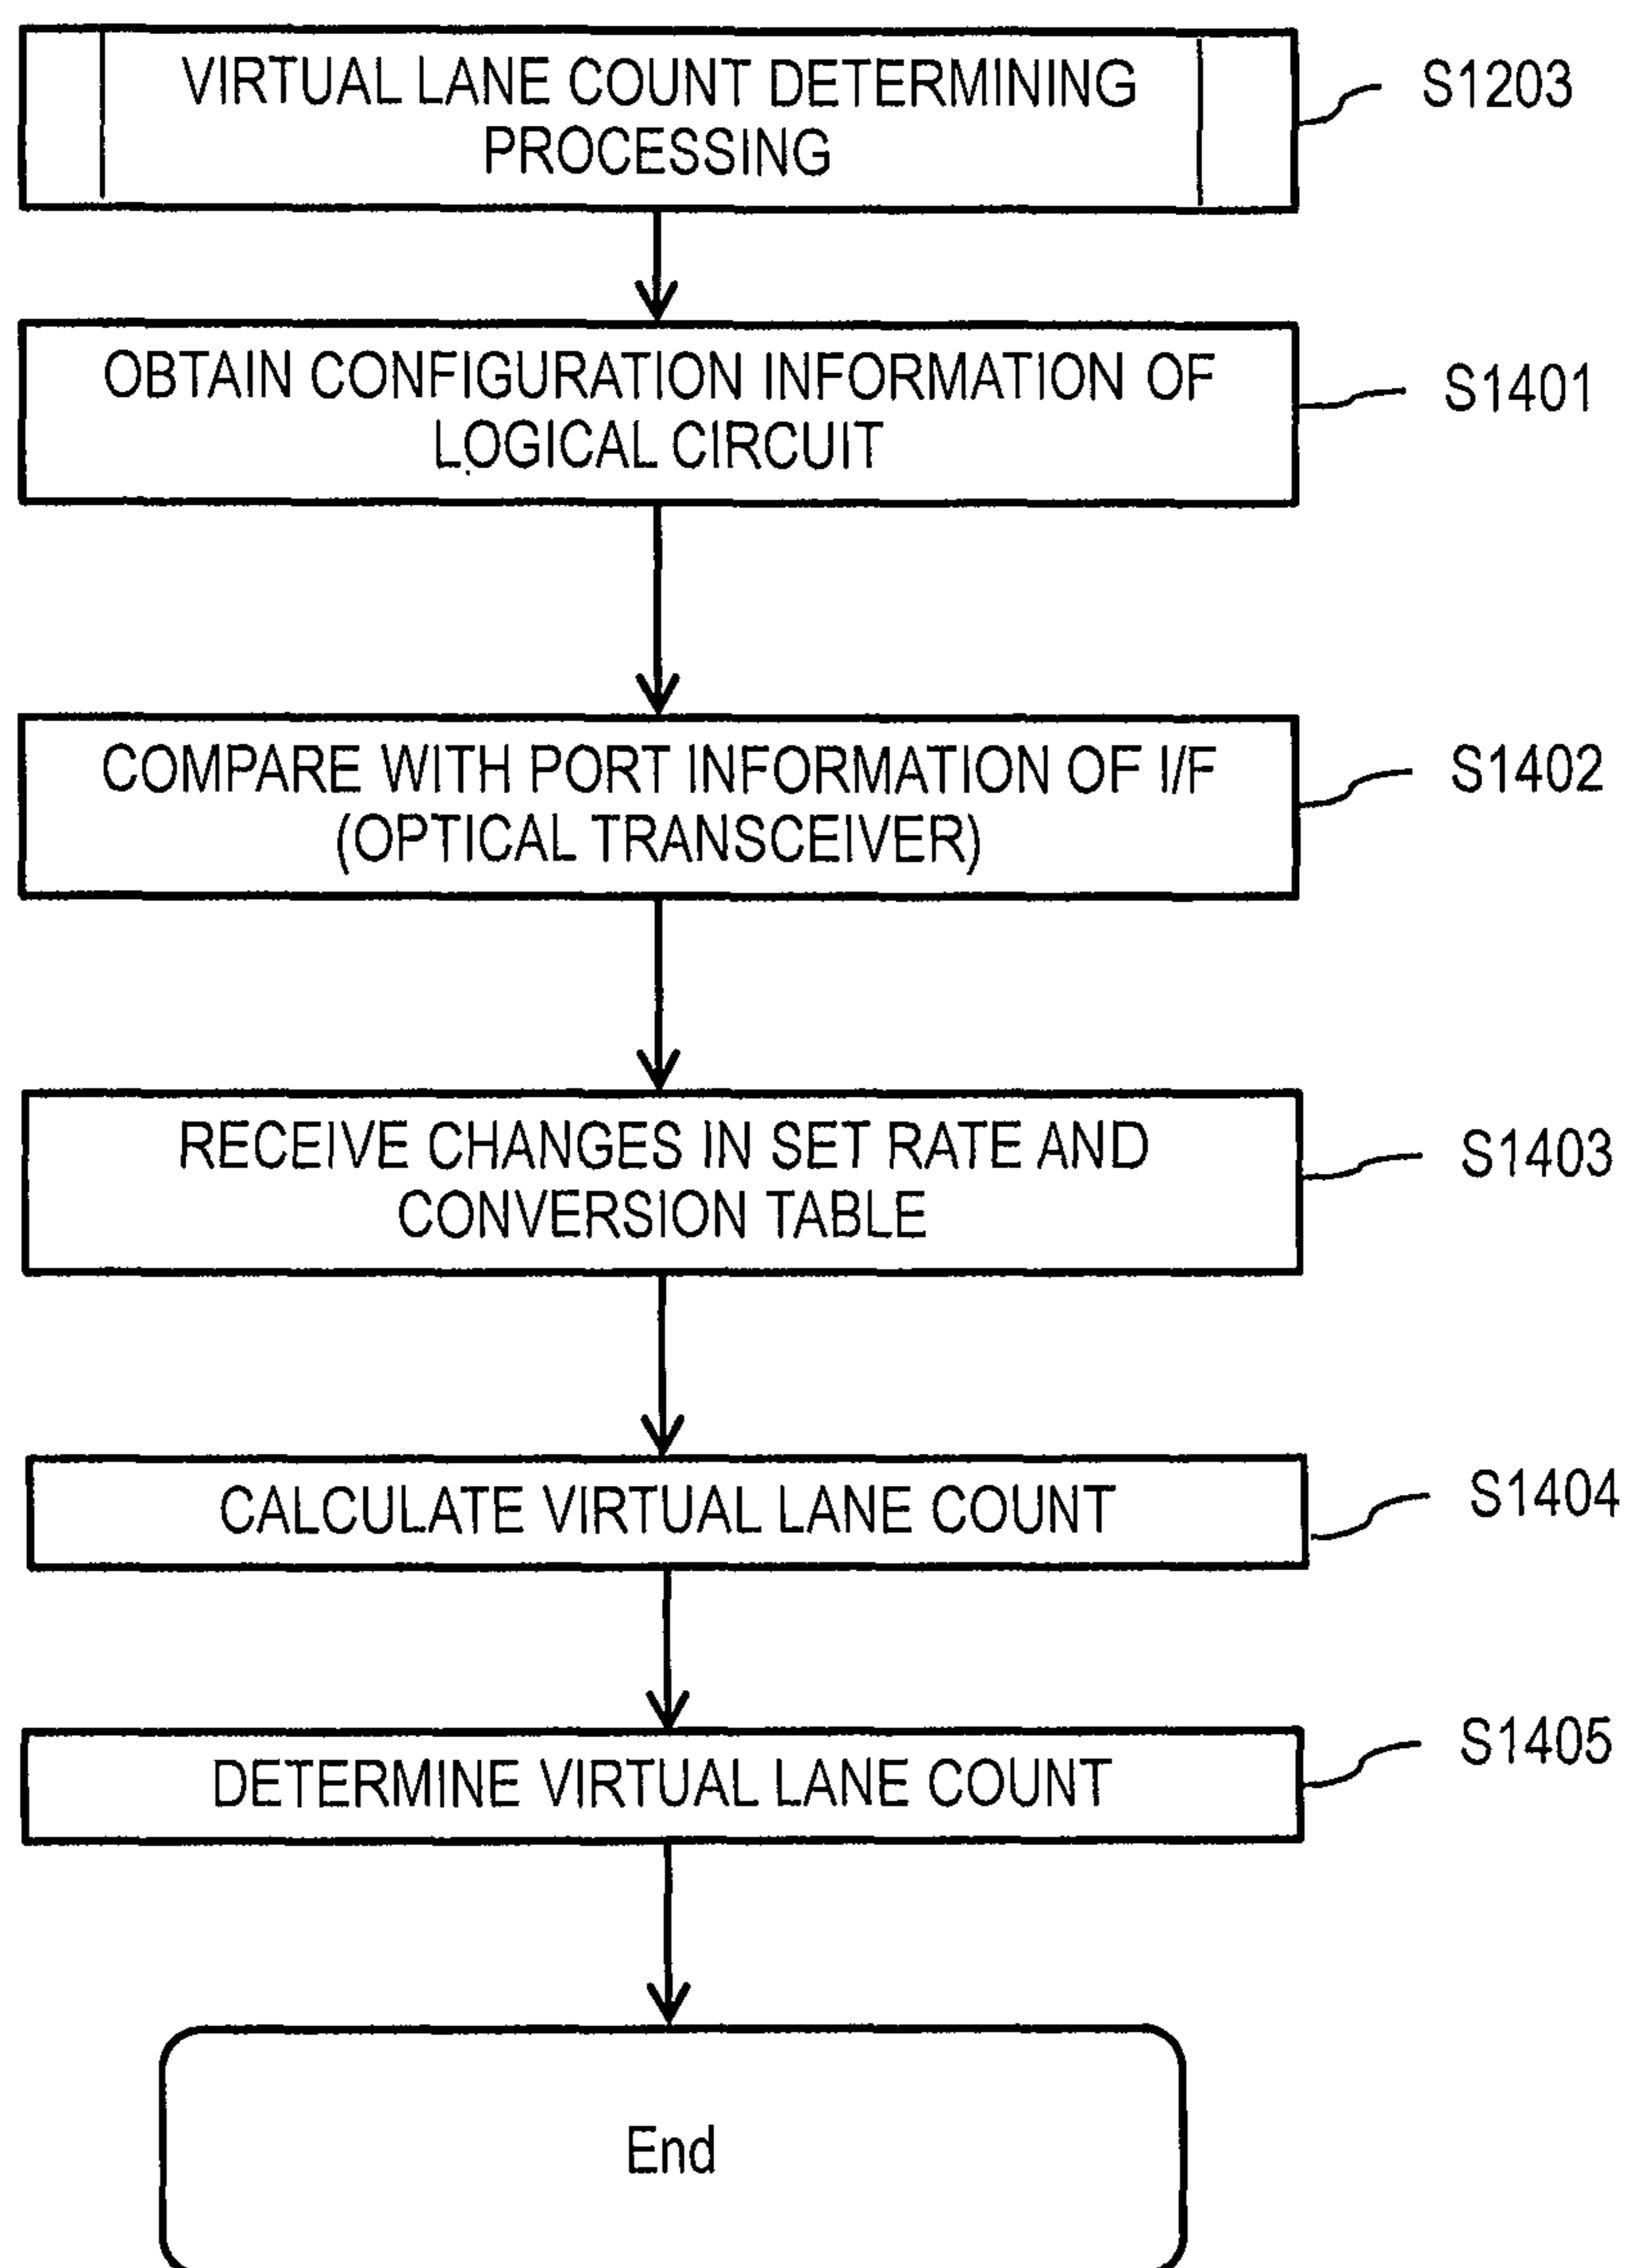 VIRTUAL LANE COUNT DETERMINING
PROCESSING
S1203
OBTAIN CONFIGURATION INFORMATION OF
LOGICAL CIRCUIT
S1401
COMPARE WITH PORT INFORMATION OF I/F
(OPTICAL TRANSCEIVER)
S1402
RECEIVE CHANGES IN SET RATE AND
CONVERSION TABLE
S1403
CALCULATE VIRTUAL LANE COUNT
S1404
DETERMINE VIRTUAL LANE COUNT
S1405
End